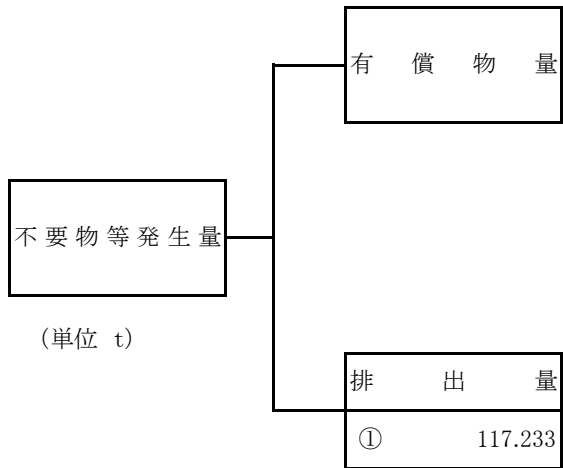 有償物量
不要物等発生量
（単位 t）
排出量
① 117.233